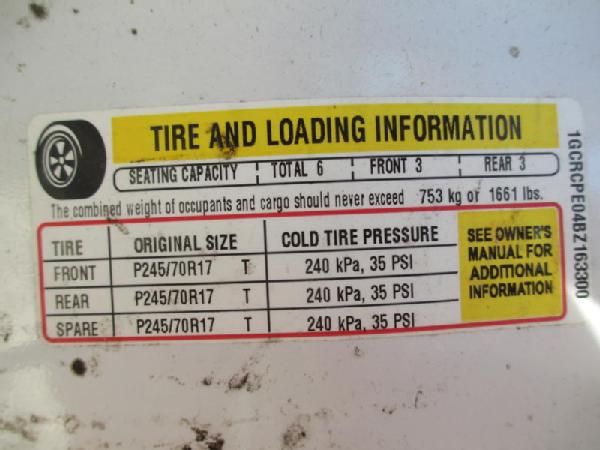 TIRE AND LOADING INFORMATION
SEATING CAPACITY TOTAL 6 FRONT 3 REAR 3
The combined weight of occupants and cargo should never exceed 753 kg or 1661 lbs.
TIRE ORIGINAL SIZE COLD TIRE PRESSURE
FRONT P245/70R17 T 240 kPa, 35 PSI
REAR P245/70R17 T 240 kPa, 35 PSI
SPARE P245/70R17 T 240 kPa, 35 PSI
SEE OWNER'S
MANUAL FOR
ADDITIONAL
INFORMATION
1GCRCPE04BZ163300